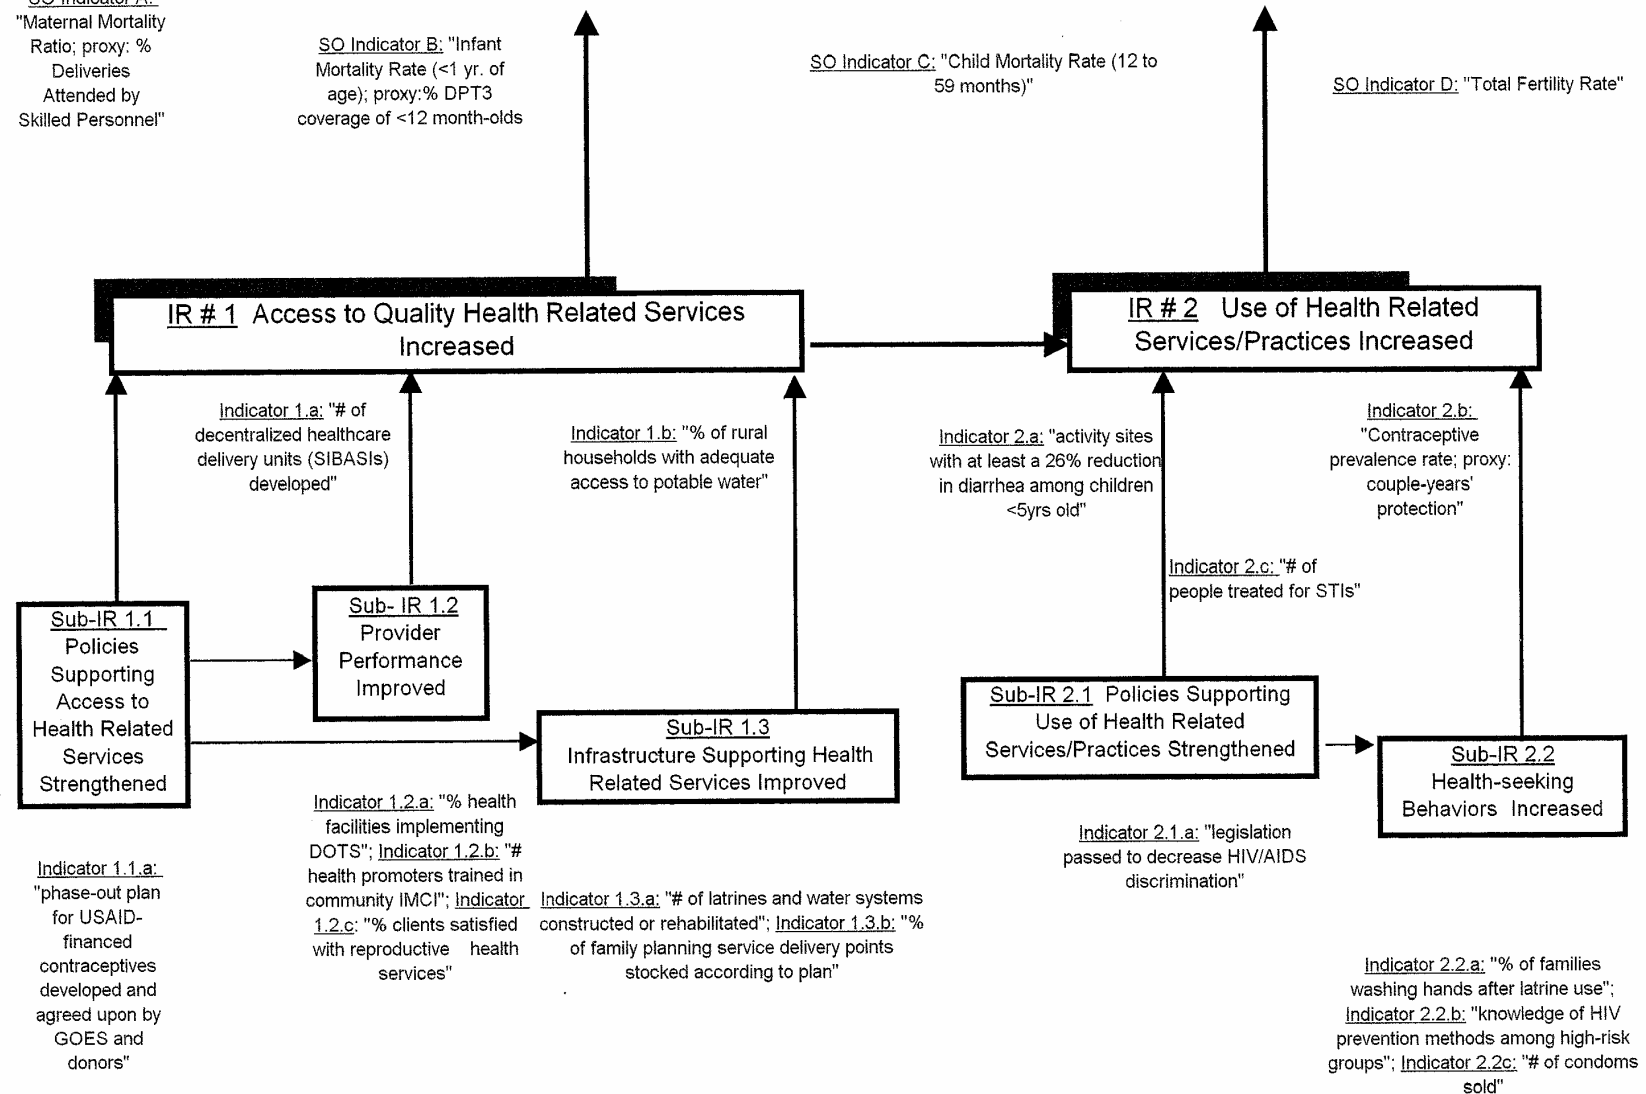 SO Indicator A:
"Maternal Mortality
Ratio; proxy: %
Deliveries
Attended by
Skilled Personnel"
SO Indicator B: "Infant
Mortality Rate (<1 yr. of
age); proxy:% DPT3
coverage of <12 month-olds
SO Indicator C: "Child Mortality Rate (12 to
59 months)"
SO Indicator D: "Total Fertility Rate"
IR # 1 Access to Quality Health Related Services
Increased
IR # 2 Use of Health Related
Services/Practices Increased
Indicator 1.a: "# of
decentralized healthcare
delivery units (SIBASIs)
developed"
Indicator 1.b: "% of rural
households with adequate
access to potable water"
Indicator 2.a: "activity sites
with at least a 26% reduction
in diarrhea among children
<5yrs old"
Indicator 2.b:
"Contraceptive
prevalence rate; proxy:
couple-years'
protection"
Indicator 2.c: "# of
people treated for STIs"
Sub-IR 1.1
Policies
Supporting
Access to
Health Related
Services
Strengthened
Sub- IR 1.2
Provider
Performance
Improved
Sub-IR 1.3
Infrastructure Supporting Health
Related Services Improved
Sub-IR 2.1 Policies Supporting
Use of Health Related
Services/Practices Strengthened
Sub-IR 2.2
Health-seeking
Behaviors Increased
Indicator 1.1.a:
"phase-out plan
for USAID-
financed
contraceptives
developed and
agreed upon by
GOES and
donors"
Indicator 1.2.a: "% health
facilities implementing
DOTS"; Indicator 1.2.b: "#
health promoters trained in
community IMCI"; Indicator
1.2.c: "% clients satisfied
with reproductive health
services"
Indicator 1.3.a: "# of latrines and water systems
constructed or rehabilitated"; Indicator 1.3.b: "%
of family planning service delivery points
stocked according to plan"
Indicator 2.1.a: "legislation
passed to decrease HIV/AIDS
discrimination"
Indicator 2.2.a: "% of families
washing hands after latrine use";
Indicator 2.2.b: "knowledge of HIV
prevention methods among high-risk
groups"; Indicator 2.2c: "# of condoms
sold"